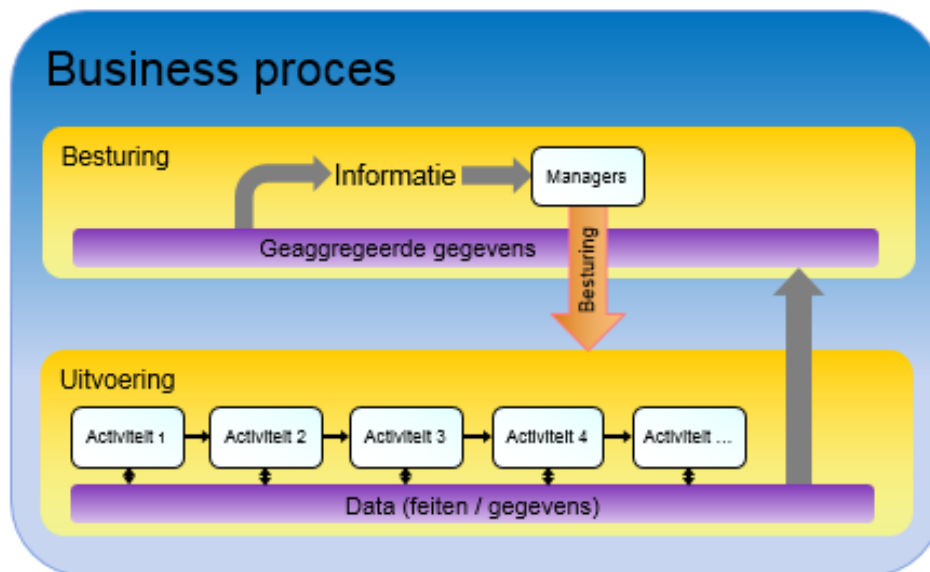 Business proces
Besturing
Informatie
Managers
Geaggregeerde gegevens
Besturing
Uitvoering
Activiteit 1
Activiteit 2
Activiteit 3
Activiteit 4
Activiteit ...
Data (feiten / gegevens)